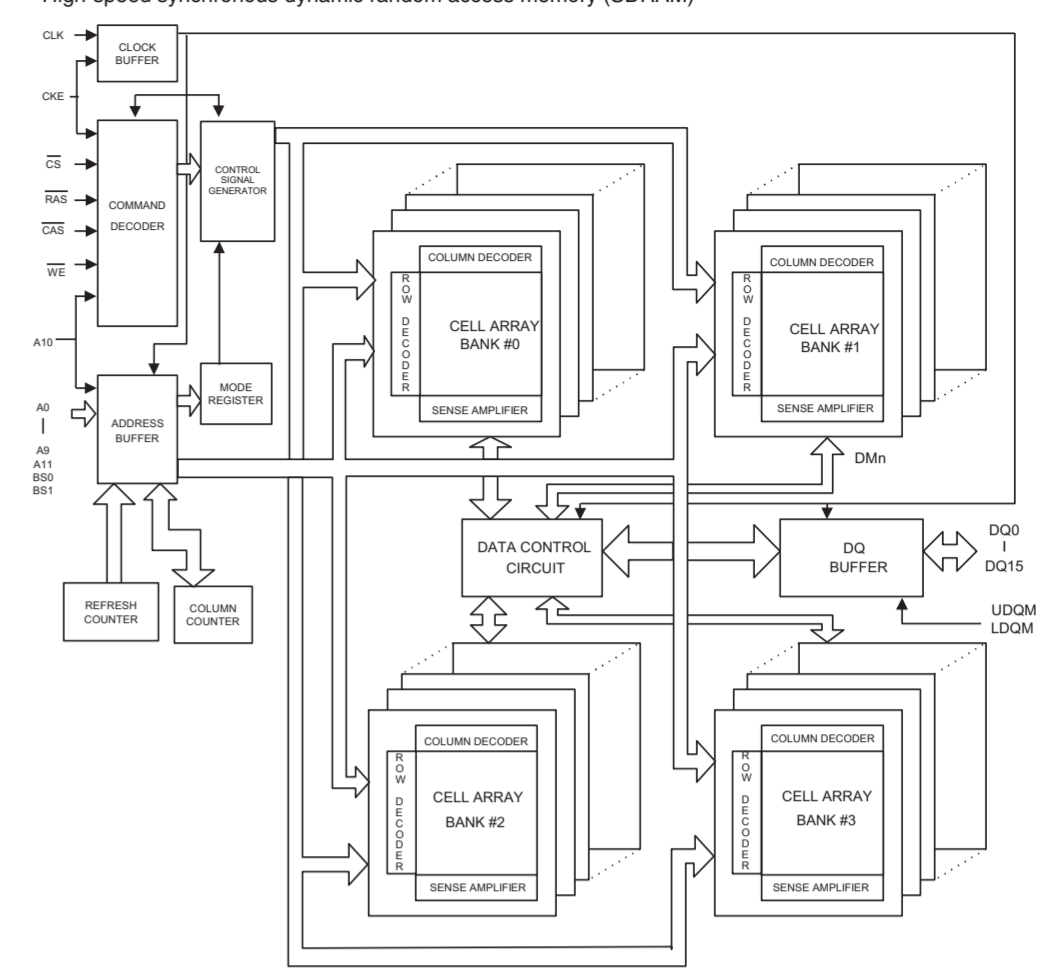 High-speed synchronous dynamic random access memory (SDRAM)
CLK
CLOCK
BUFFER
CKE
CS
RAS
CAS
WE
COMMAND
DECODER
CONTROL
SIGNAL
GENERATOR
A10
A0
A9
A11
BS0
BS1
ADDRESS
BUFFER
MODE
REGISTER
REFRESH
COUNTER
COLUMN
COUNTER
COLUMN DECODER
ROW DECODER
CELL ARRAY
BANK #0
SENSE AMPLIFIER
COLUMN DECODER
ROW DECODER
CELL ARRAY
BANK #1
SENSE AMPLIFIER
DMn
DATA CONTROL
CIRCUIT
DQ
BUFFER
DQ0
DQ15
UDQM
LDQM
COLUMN DECODER
ROW DECODER
CELL ARRAY
BANK #2
SENSE AMPLIFIER
COLUMN DECODER
ROW DECODER
CELL ARRAY
BANK #3
SENSE AMPLIFIER